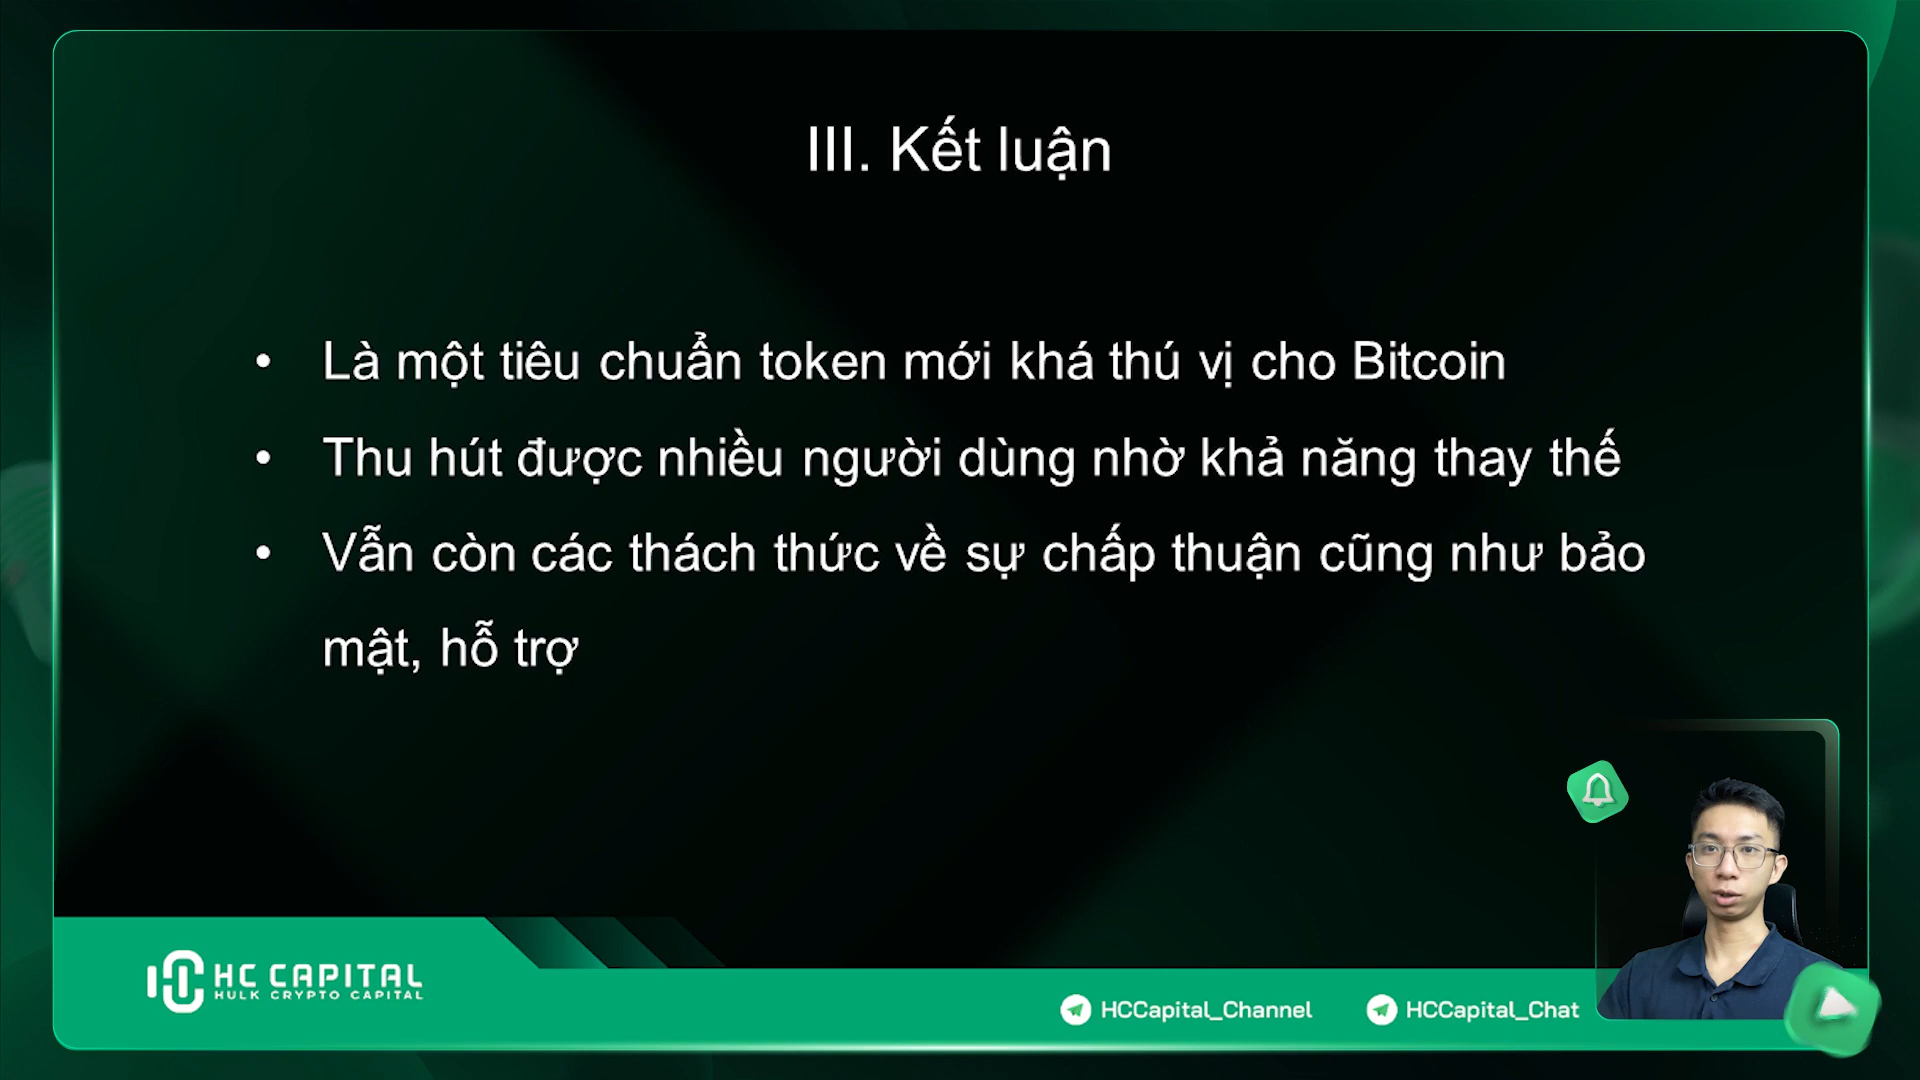 III. Kết luận
• Là một tiêu chuẩn token mới khá thú vị cho Bitcoin
• Thu hút được nhiều người dùng nhờ khả năng thay thế
• Vẫn còn các thách thức về sự chấp thuận cũng như bảo
mật, hỗ trợ
HC CAPITAL
HULK CRYPTO CAPITAL
HCCapital_Channel
HCCapital_Chat